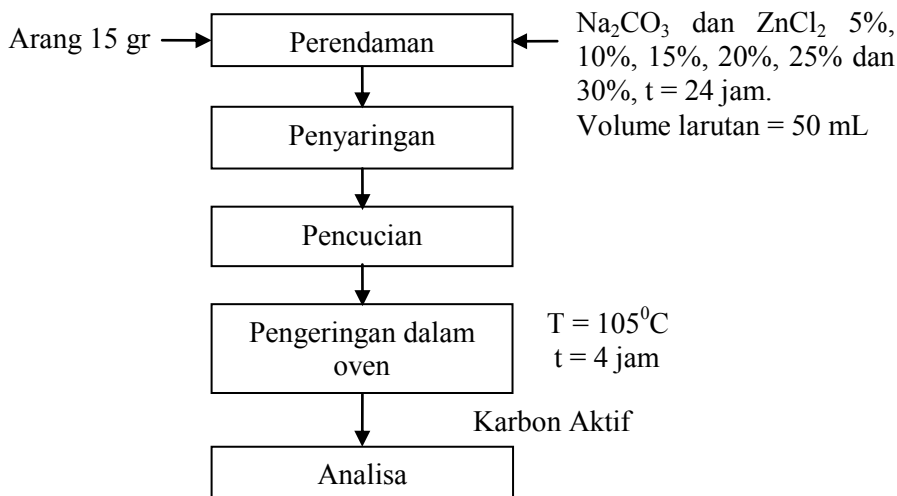 Arang 15 gr
Perendaman
Na₂CO₃ dan ZnCl₂ 5%,
10%, 15%, 20%, 25% dan
30%, t = 24 jam.
Volume larutan = 50 mL
Penyaringan
Pencucian
Pengeringan dalam
oven
T = 105⁰C
t = 4 jam
Karbon Aktif
Analisa